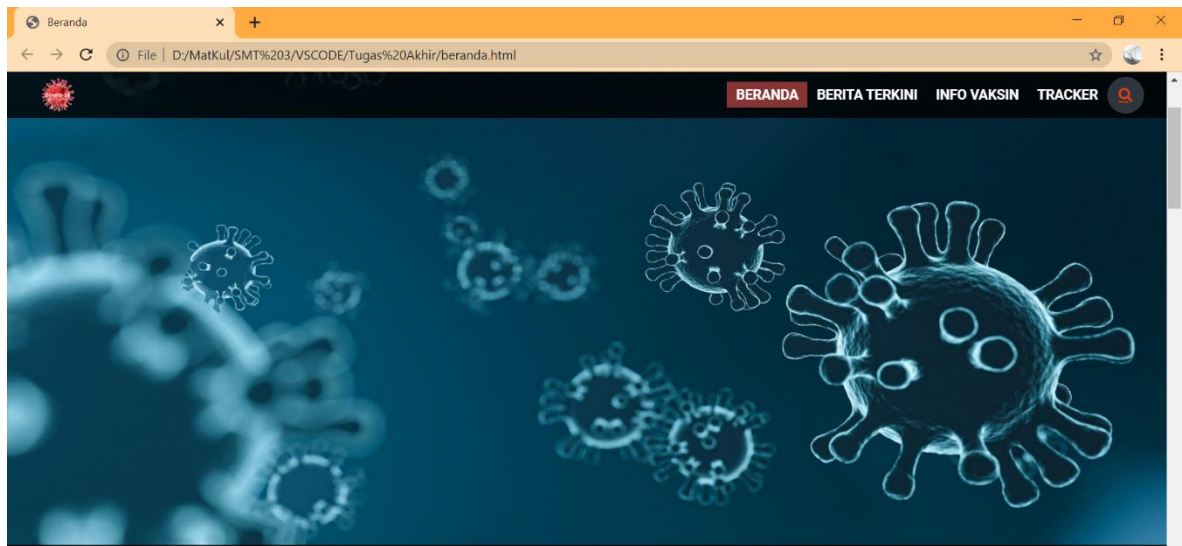 Beranda
File | D:/MatKul/SMT%203/VSCODE/Tugas%20Akhir/beranda.html
BERANDA BERITA TERKINI INFO VAKSIN TRACKER